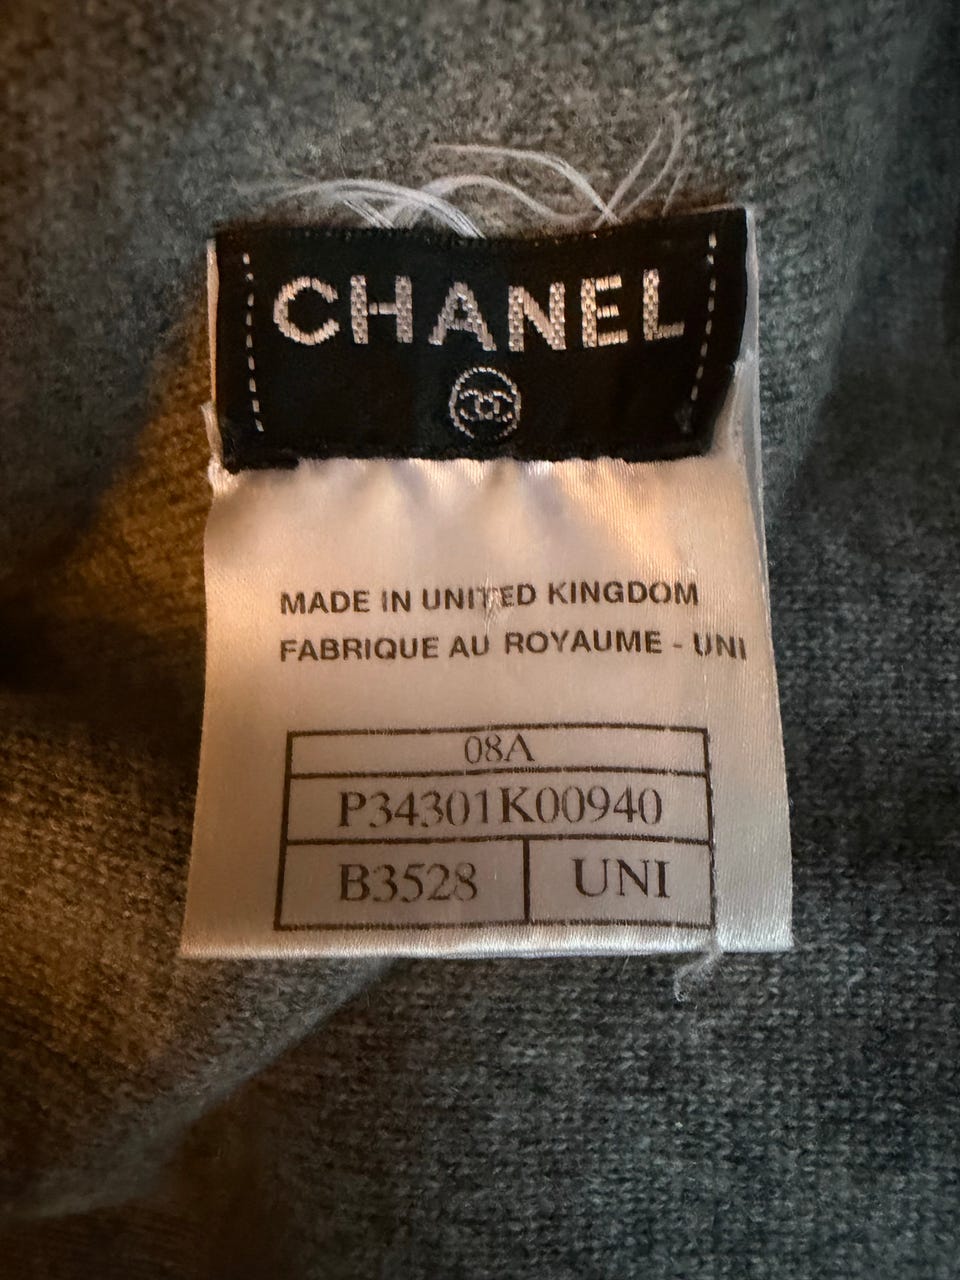 CHANEL
MADE IN UNITED KINGDOM
FABRIQUE AU ROYAUME - UNI
08A
P34301K00940
B3528 UNI